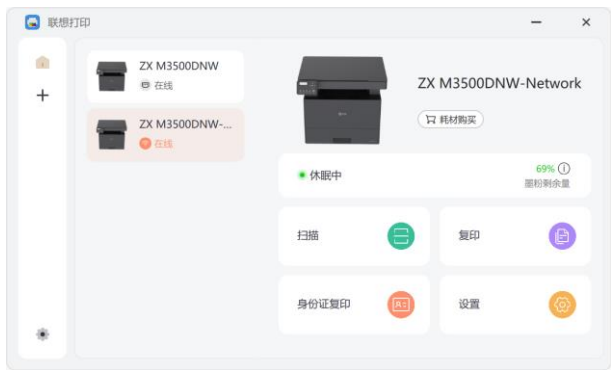 联想打印
ZX M3500DNW
在线
ZX M3500DNW-...
在线
ZX M3500DNW-Network
耗材购买
休眠中
69%
墨粉剩余量
扫描
复印
身份证复印
设置